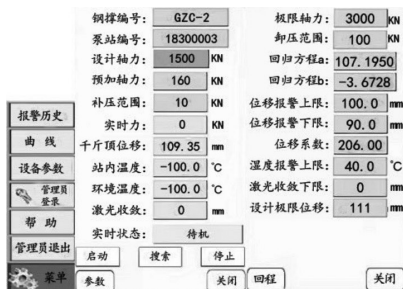 钢撑编号: GZC-2
泵站编号: 18300003
设计轴力: 1500 KN
预加轴力: 160 KN
补压范围: 10 KN
实时力: 0 KN
千斤顶位移: 109.35 mm
站内温度: -100.0 ℃
环境温度: -100.0 ℃
激光收敛: 0 mm
实时状态: 待机
启动 搜索 停止
参数 关闭
极限轴力: 3000 KN
卸压范围: 100 KN
回归方程a: 107.1950
回归方程b: -3.6728
位移报警上限: 100.0 mm
位移报警下限: 90.0 mm
位移系数: 206.00
温度报警上限: 40.0 ℃
激光收敛下限: 0 mm
设计极限位移: 111 mm
回程 关闭
报警历史
曲 线
设备参数
管理员
登录
帮 助
管理员退出
菜单